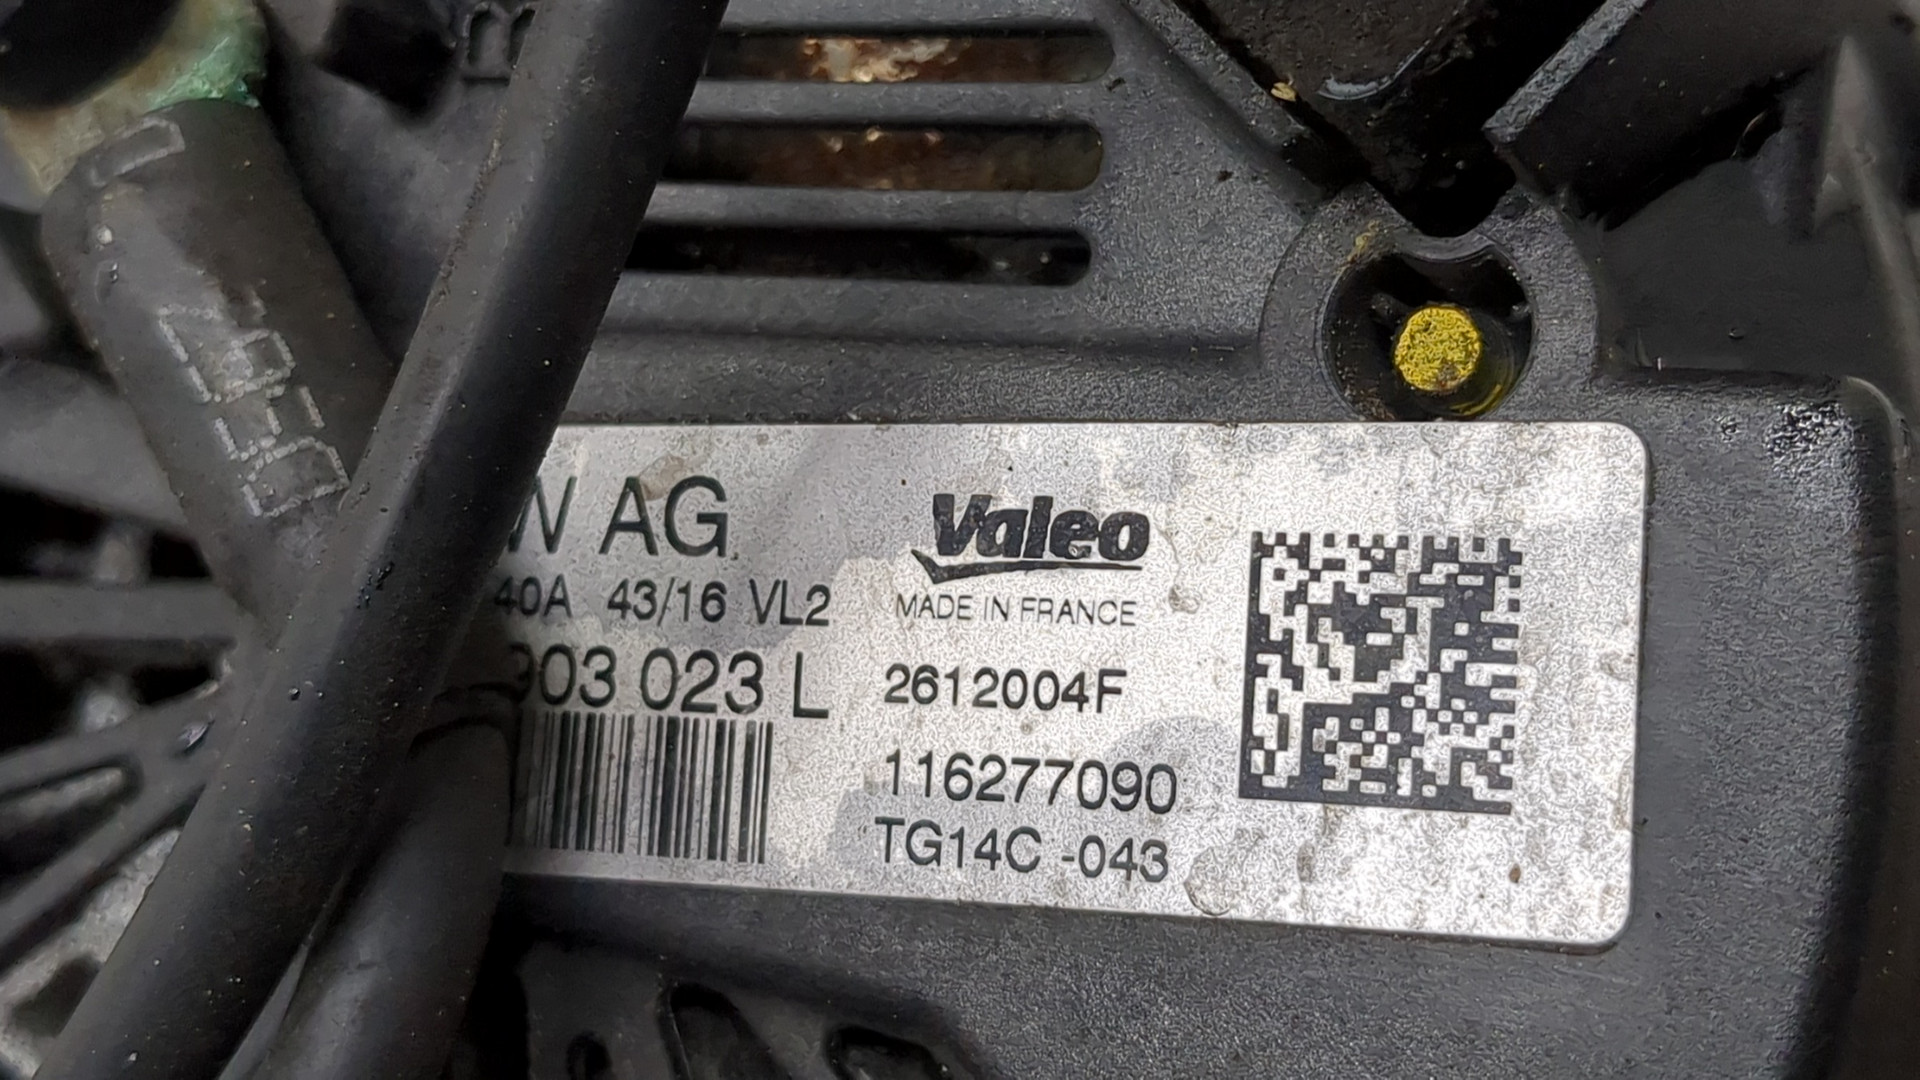 W AG
40A 43/16 VL2
903 023 L
Valeo
MADE IN FRANCE
2612004F
116277090
TG14C -043